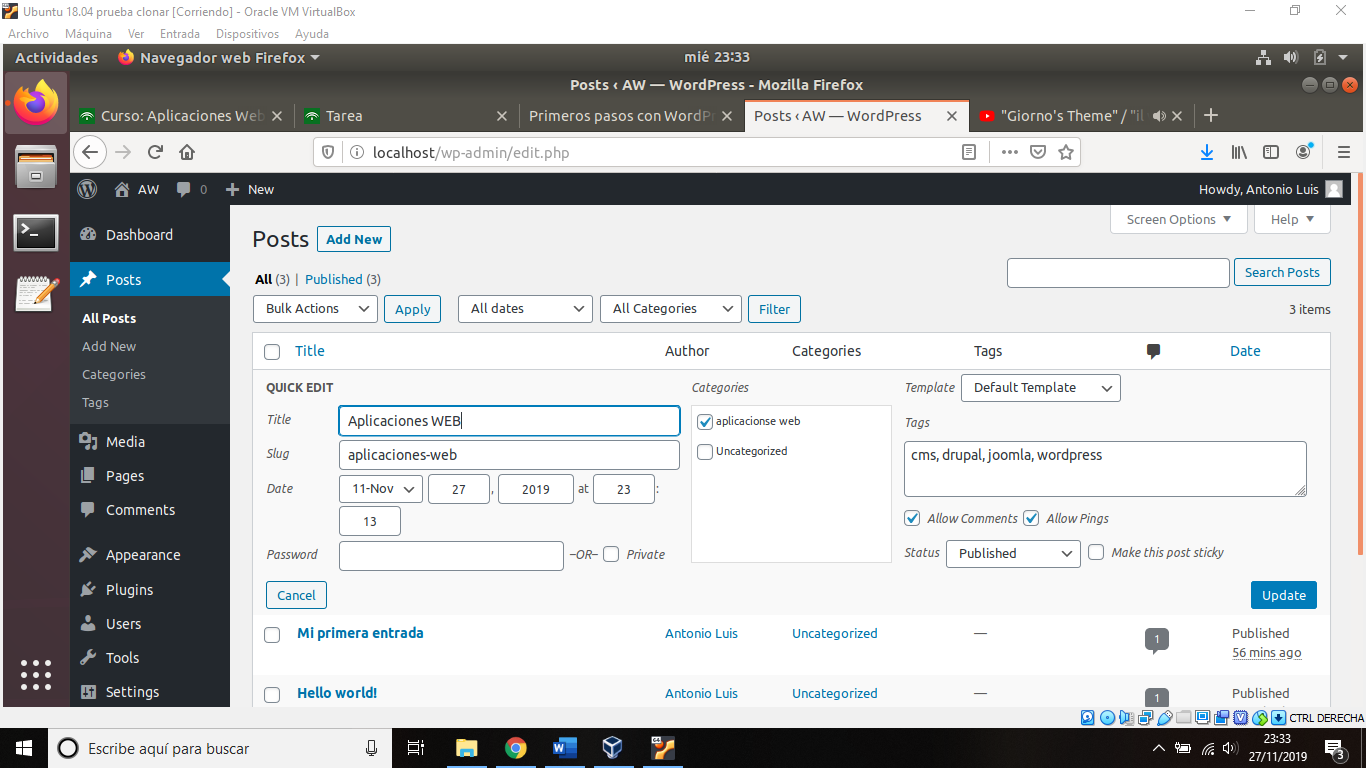 Ubuntu 18.04 prueba clonar [Corriendo] - Oracle VM VirtualBox
Archivo Máquina Ver Entrada Dispositivos Ayuda
Actividades Navegador web Firefox mié 23:33
Posts ‹ AW — WordPress - Mozilla Firefox
Curso: Aplicaciones Web Tarea Primeros pasos con WordPr Posts ‹ AW — WordPress "Giorno's Theme" / "il
localhost/wp-admin/edit.php
AW 0 New Howdy, Antonio Luis
Screen Options Help
Dashboard
Posts
All Posts
Add New
Categories
Tags
Media
Pages
Comments
Appearance
Plugins
Users
Tools
Settings
Posts Add New
All (3) | Published (3)
Search Posts
Bulk Actions Apply All dates All Categories Filter 3 items
Title Author Categories Tags Date
QUICK EDIT
Title Aplicaciones WEB
Slug aplicaciones-web
Date 11-Nov 27 , 2019 at 23 :
13
Password –OR– Private
Categories
aplicacionse web
Uncategorized
Template Default Template
Tags
cms, drupal, joomla, wordpress
Allow Comments Allow Pings
Status Published Make this post sticky
Cancel Update
Mi primera entrada Antonio Luis Uncategorized — 1 Published
56 mins ago
Hello world! Antonio Luis Uncategorized — 1 Published
CTRL DERECHA
Escribe aquí para buscar
23:33
27/11/2019
3